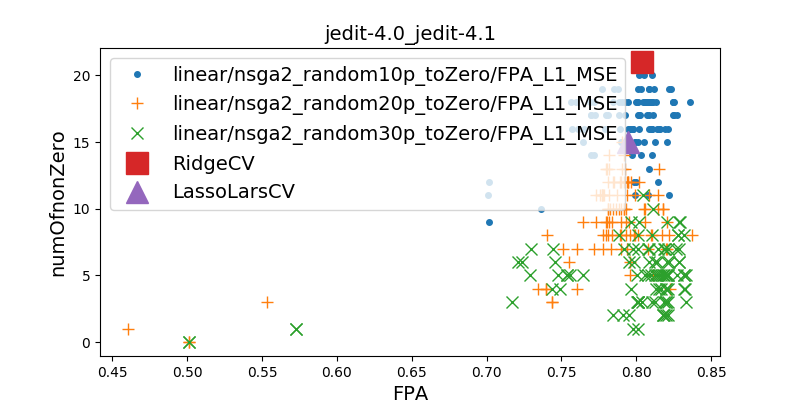 jedit-4.0_jedit-4.1
linear/nsga2_random10p_toZero/FPA_L1_MSE
linear/nsga2_random20p_toZero/FPA_L1_MSE
linear/nsga2_random30p_toZero/FPA_L1_MSE
RidgeCV
LassoLarsCV
numOfnonZero
20
15
10
5
0
0.45 0.50 0.55 0.60 0.65 0.70 0.75 0.80 0.85
FPA